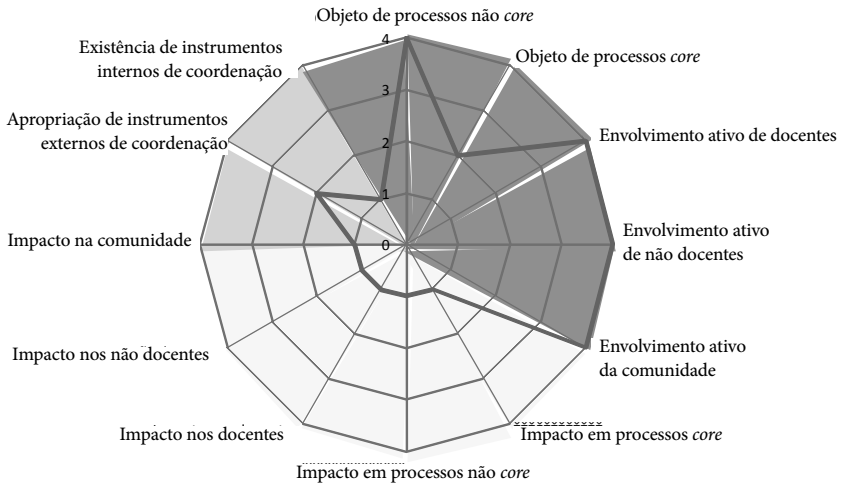 Objeto de processos não core
Existência de instrumentos
internos de coordenação
Objeto de processos core
Apropriação de instrumentos
externos de coordenação
Envolvimento ativo de docentes
Impacto na comunidade
Envolvimento ativo
de não docentes
Impacto nos não docentes
Envolvimento ativo
da comunidade
Impacto nos docentes
Impacto em processos core
Impacto em processos não core
4
3
2
1
0